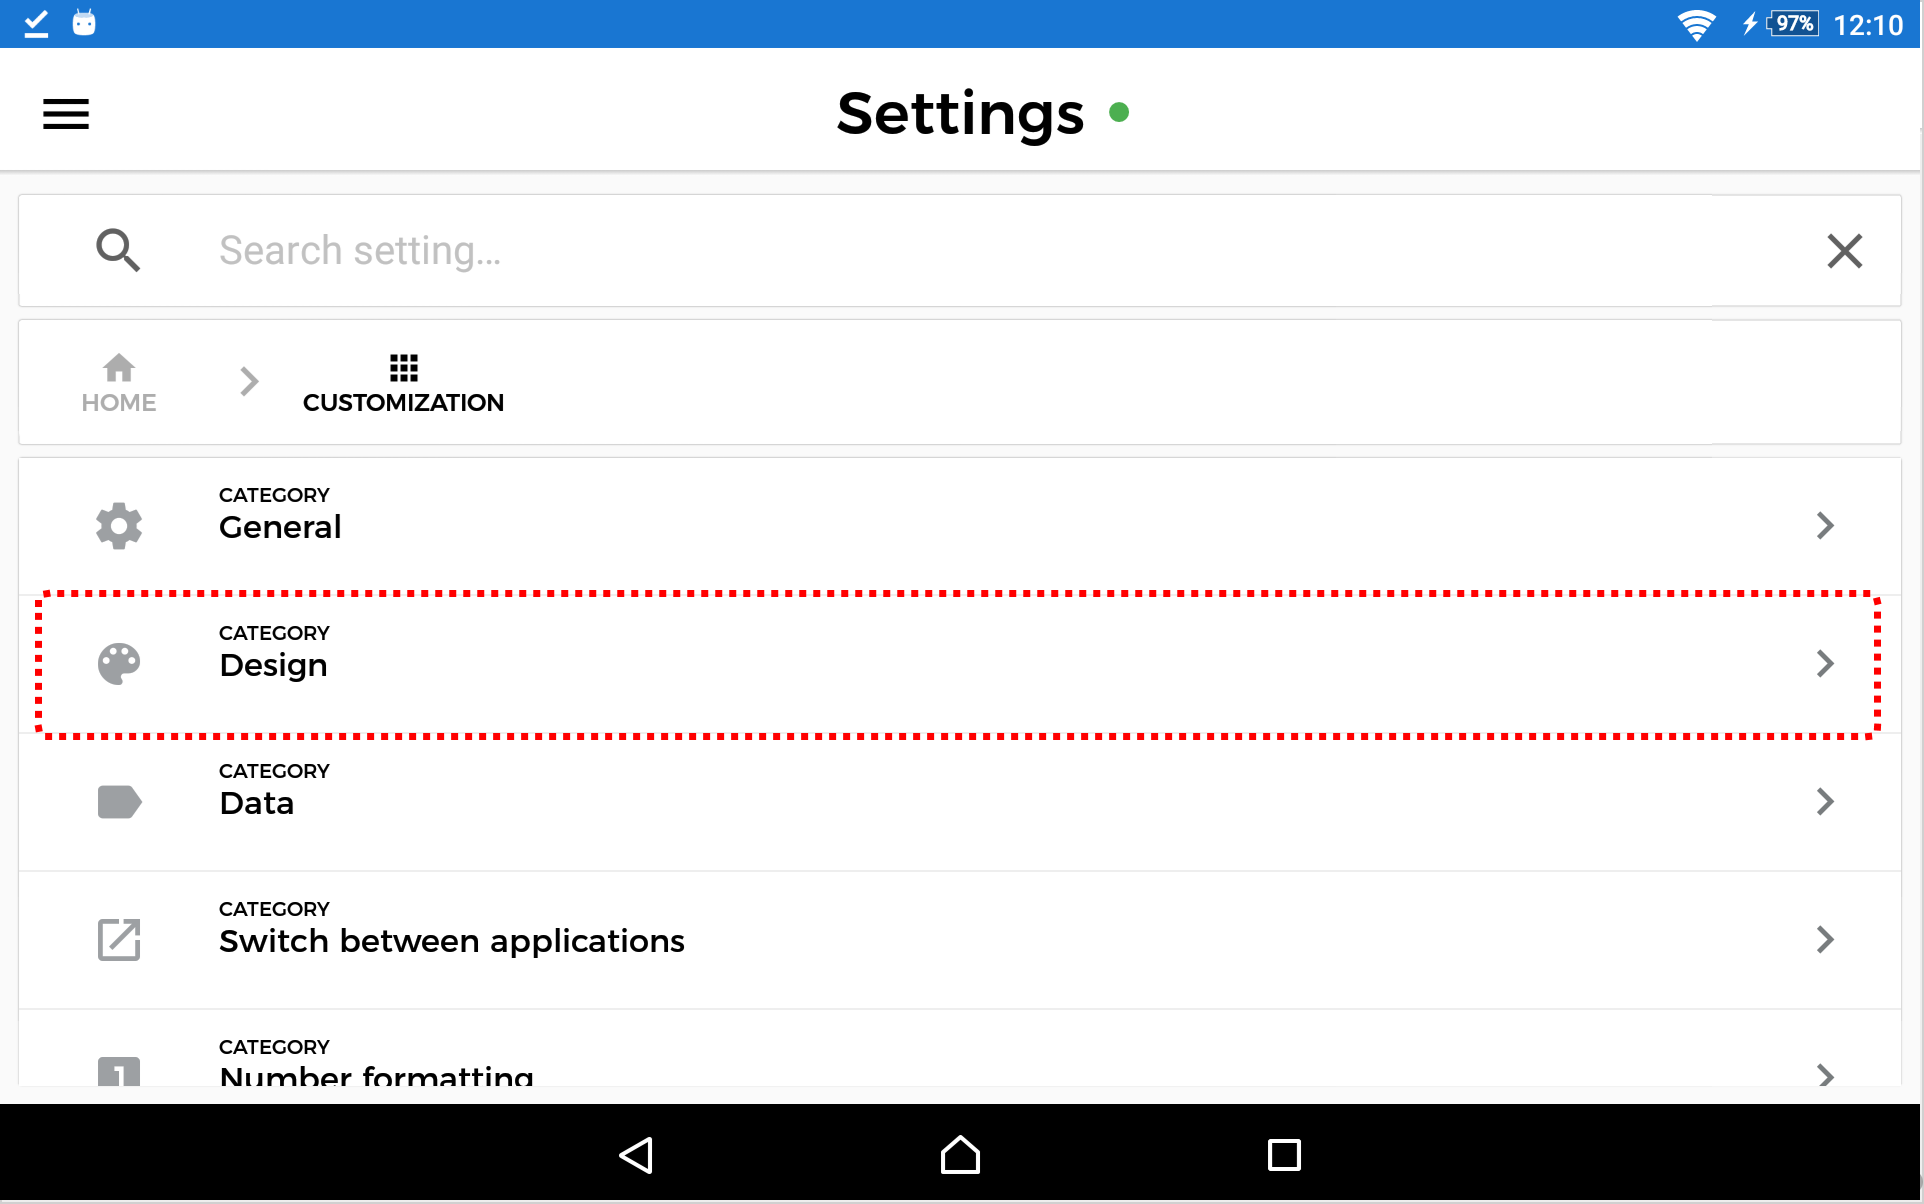 97% 12:10
Settings
Search setting...
HOME
CUSTOMIZATION
CATEGORY
General
CATEGORY
Design
CATEGORY
Data
CATEGORY
Switch between applications
CATEGORY
1
Number formatting